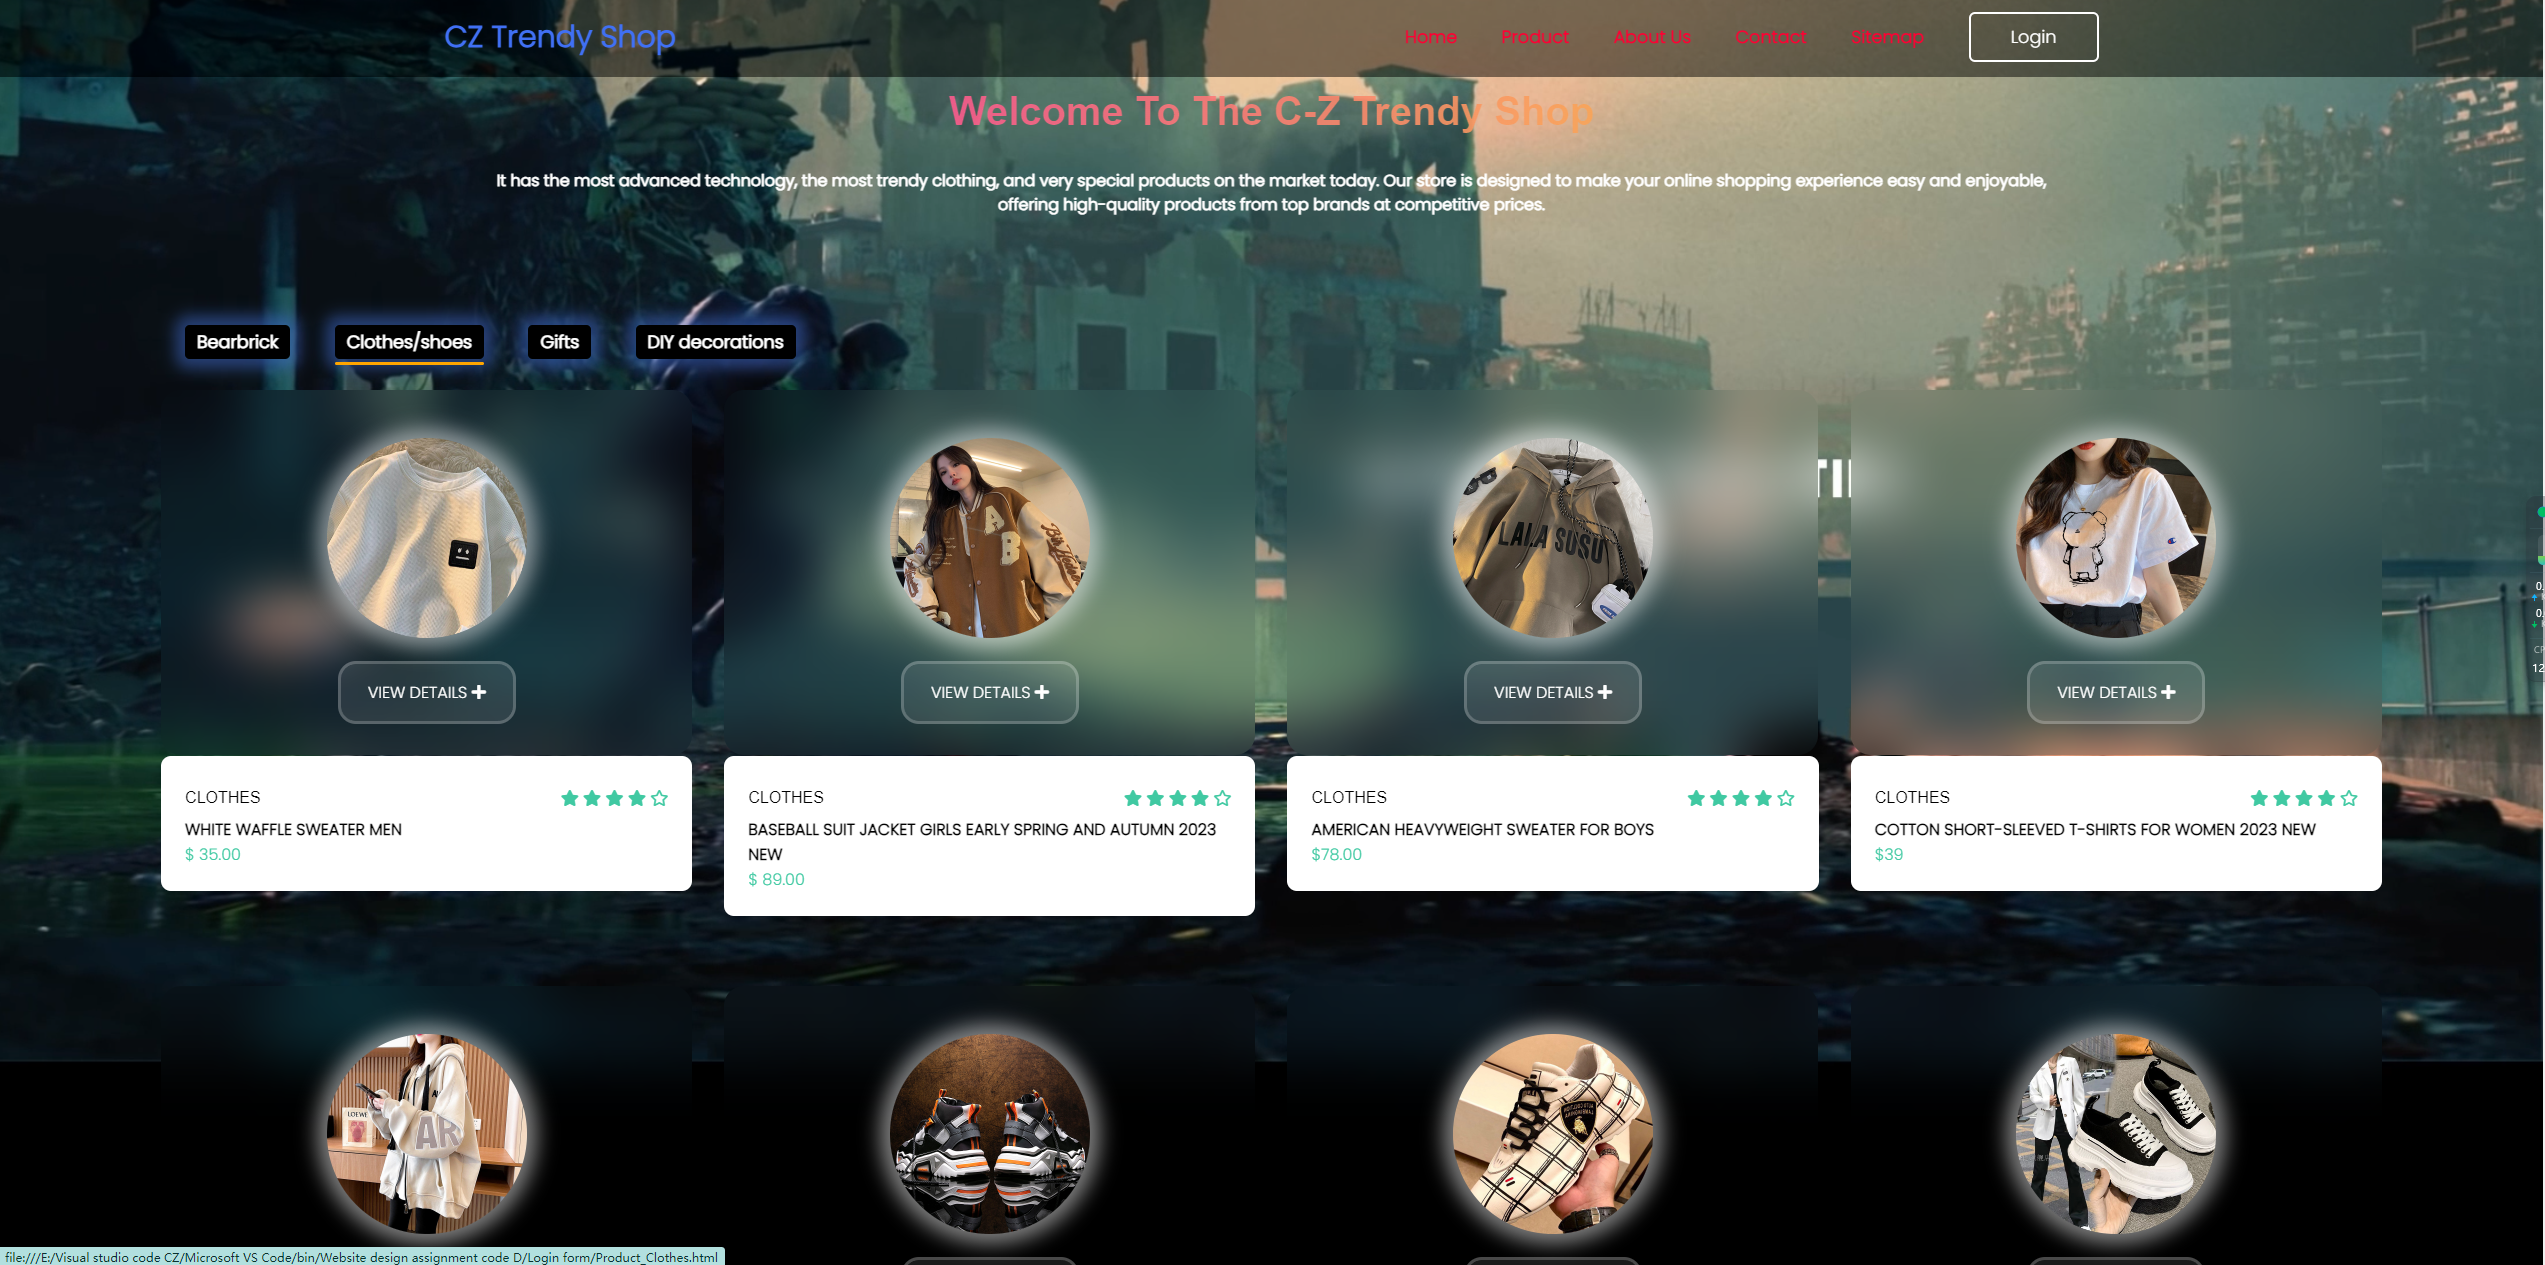 CZ Trendy Shop
Home Product About Us Contact Sitemap Login
Welcome To The C-Z Trendy Shop
It has the most advanced technology, the most trendy clothing, and very special products on the market today. Our store is designed to make your online shopping experience easy and enjoyable,
offering high-quality products from top brands at competitive prices.
Bearbrick Clothes/shoes Gifts DIY decorations
A
B
LALA SUSU
VIEW DETAILS VIEW DETAILS VIEW DETAILS VIEW DETAILS
CLOTHES
WHITE WAFFLE SWEATER MEN
$ 35.00
CLOTHES
BASEBALL SUIT JACKET GIRLS EARLY SPRING AND AUTUMN 2023
NEW
$ 89.00
CLOTHES
AMERICAN HEAVYWEIGHT SWEATER FOR BOYS
$78.00
CLOTHES
COTTON SHORT-SLEEVED T-SHIRTS FOR WOMEN 2023 NEW
$39
LOEWE
AR
file:///E:/Visual studio code CZ/Microsoft VS Code/bin/Website design assignment code D/Login form/Product_Clothes.html